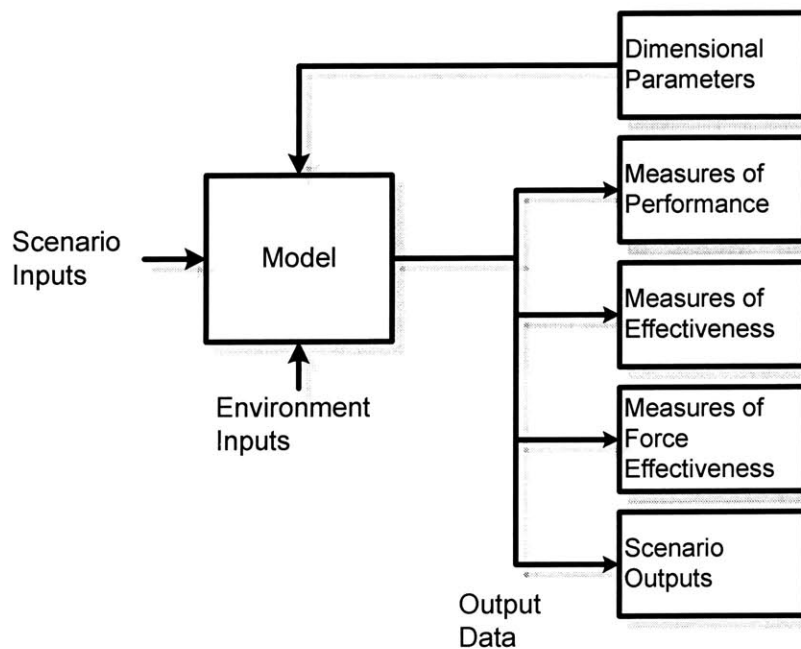 Dimensional
Parameters
Measures of
Performance
Scenario
Inputs
Model
Measures of
Effectiveness
Environment
Inputs
Measures of
Force
Effectiveness
Scenario
Outputs
Output
Data